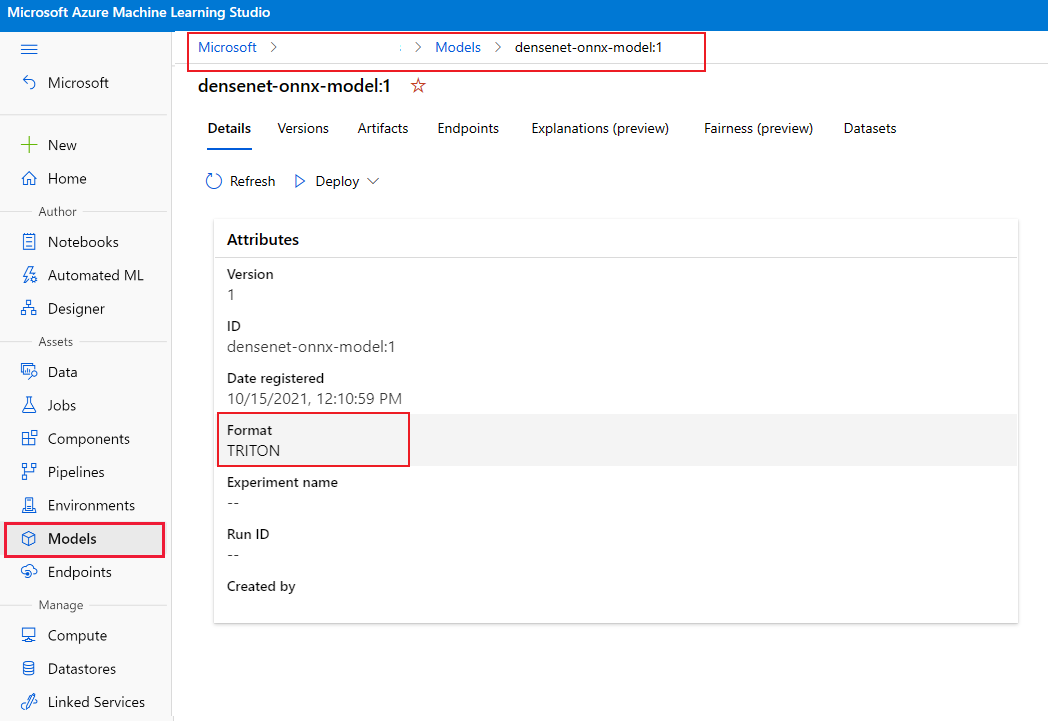 Microsoft Azure Machine Learning Studio
Microsoft
New
Home
Author
Notebooks
Automated ML
Designer
Assets
Data
Jobs
Components
Pipelines
Environments
Models
Endpoints
Manage
Compute
Datastores
Linked Services
Microsoft > > Models > densenet-onnx-model:1
densenet-onnx-model:1
Details Versions Artifacts Endpoints Explanations (preview) Fairness (preview) Datasets
Refresh Deploy
Attributes
Version
1
ID
densenet-onnx-model:1
Date registered
10/15/2021, 12:10:59 PM
Format
TRITON
Experiment name
--
Run ID
--
Created by